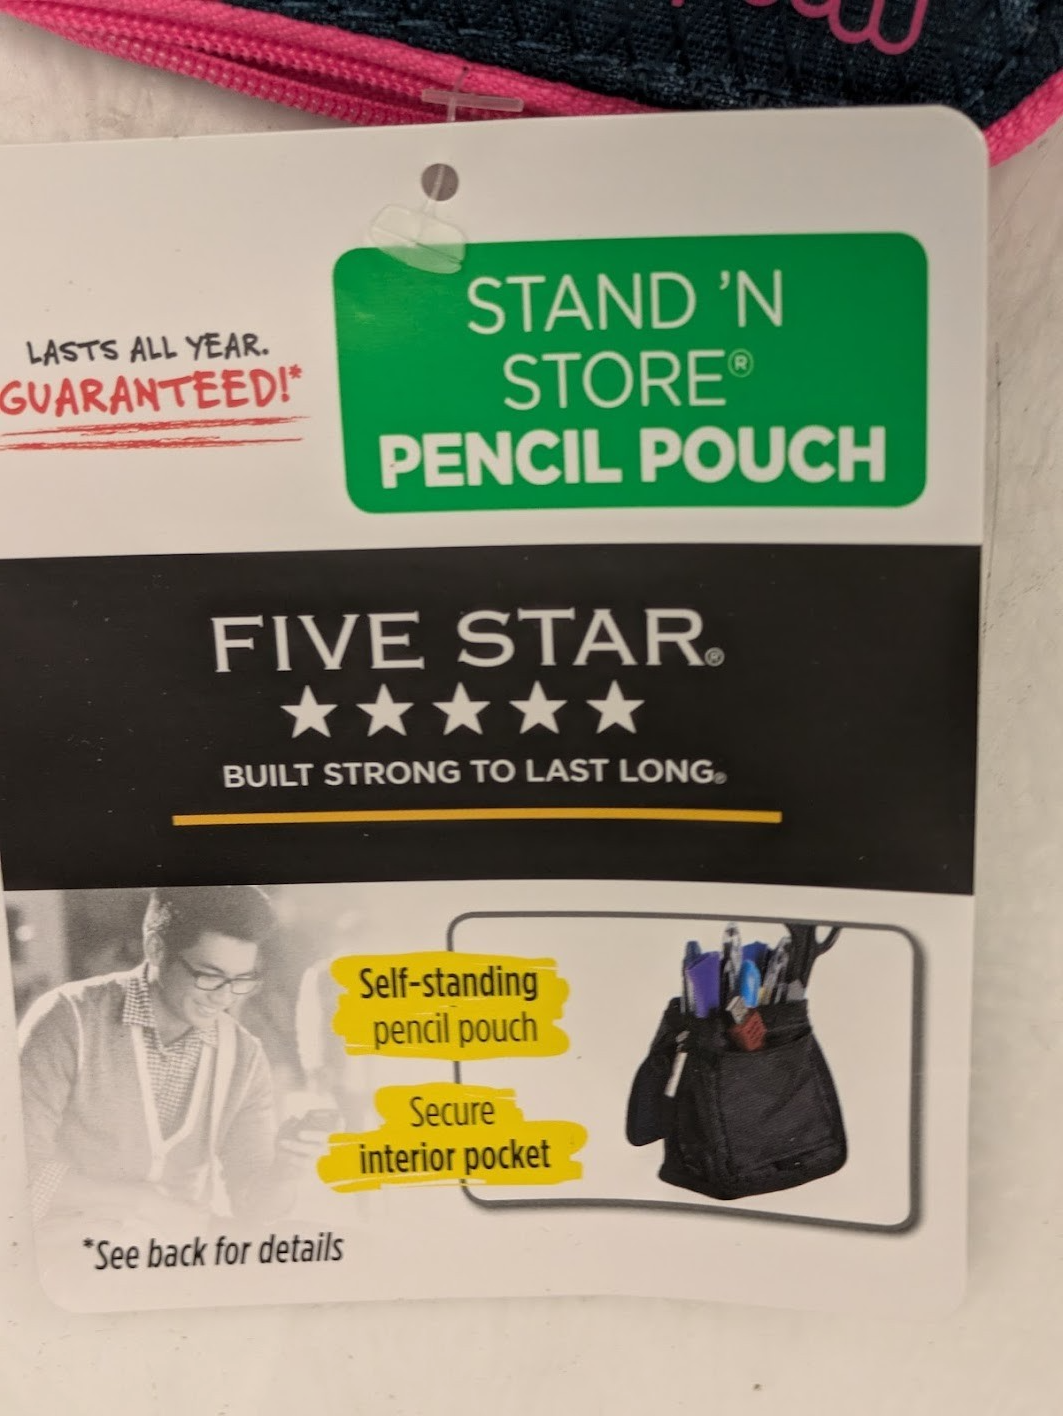 LASTS ALL YEAR.
GUARANTEED!*
STAND 'N
STORE®
PENCIL POUCH
FIVE STAR®
BUILT STRONG TO LAST LONG®
Self-standing
pencil pouch
Secure
interior pocket
*See back for details